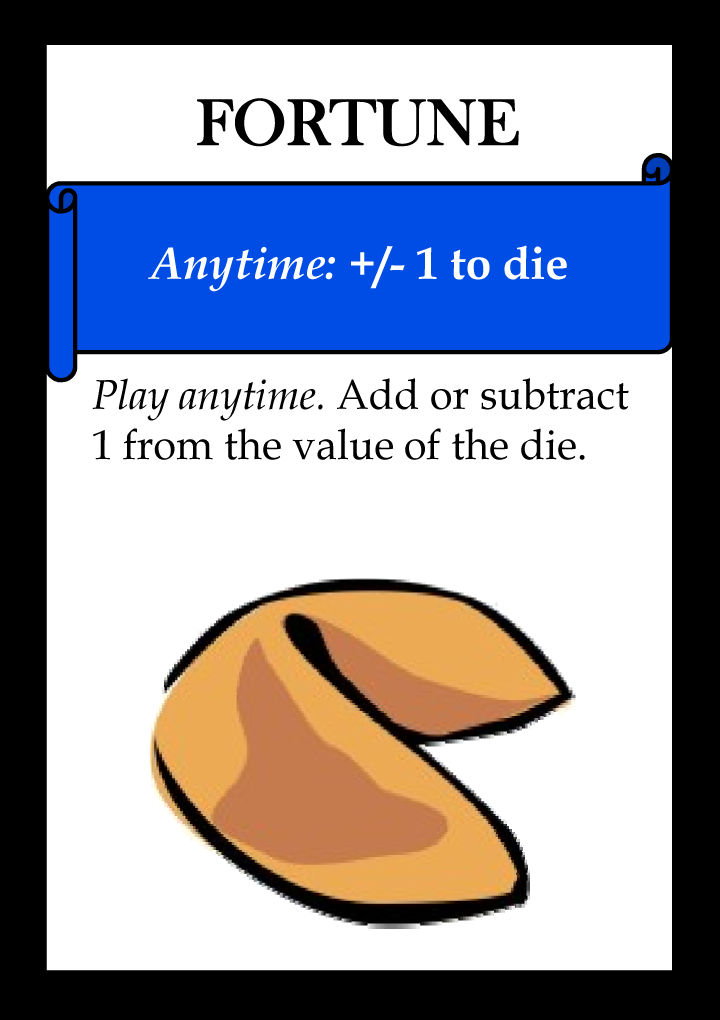 FORTUNE
Anytime: +/- 1 to die
Play anytime. Add or subtract
1 from the value of the die.